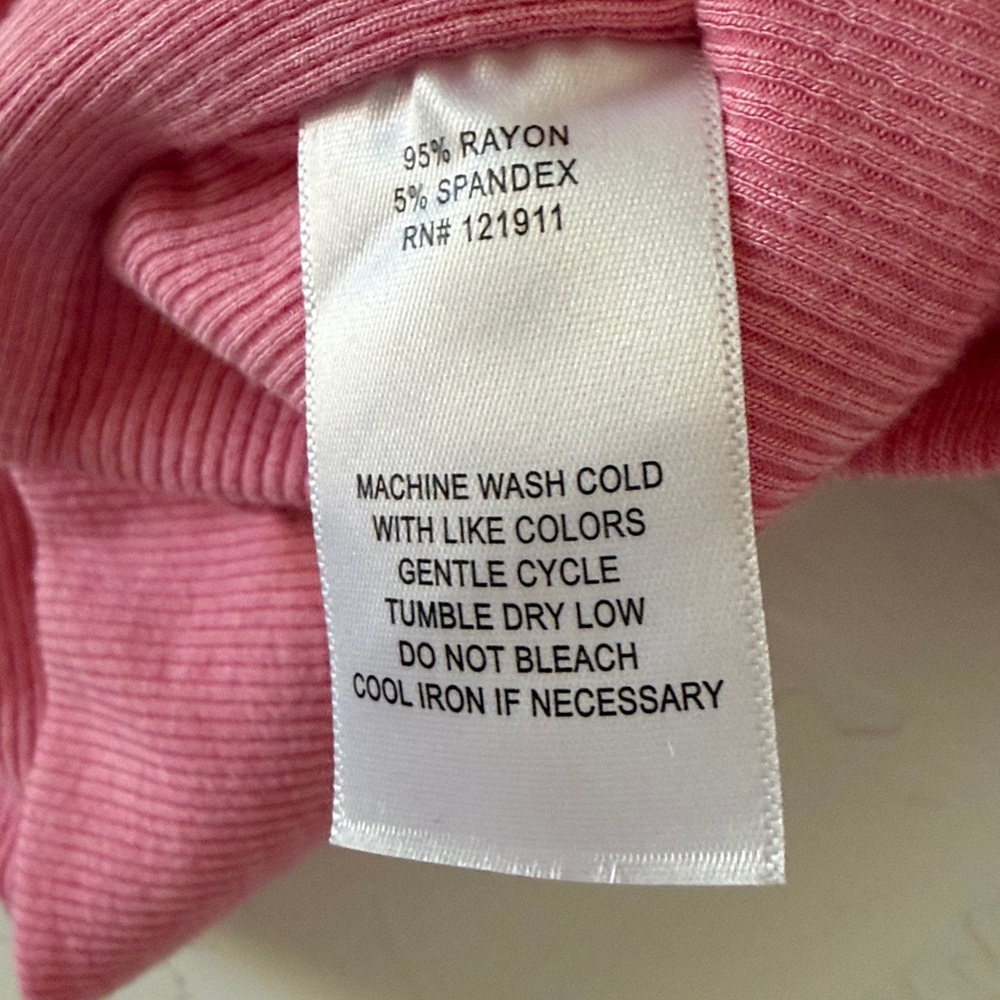 95% RAYON
5% SPANDEX
RN# 121911
MACHINE WASH COLD
WITH LIKE COLORS
GENTLE CYCLE
TUMBLE DRY LOW
DO NOT BLEACH
COOL IRON IF NECESSARY